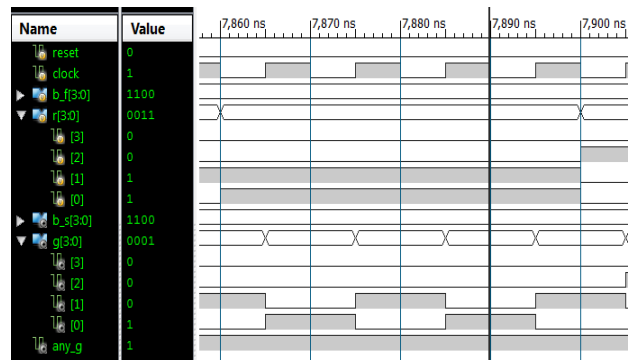 Name Value 7,860 ns 7,870 ns 7,880 ns 7,890 ns 7,900 ns
reset 0
clock 1
b_f[3:0] 1100
r[3:0] 0011
[3] 0
[2] 0
[1] 1
[0] 1
b_s[3:0] 1100
g[3:0] 0001
[3] 0
[2] 0
[1] 0
[0] 1
any_g 1